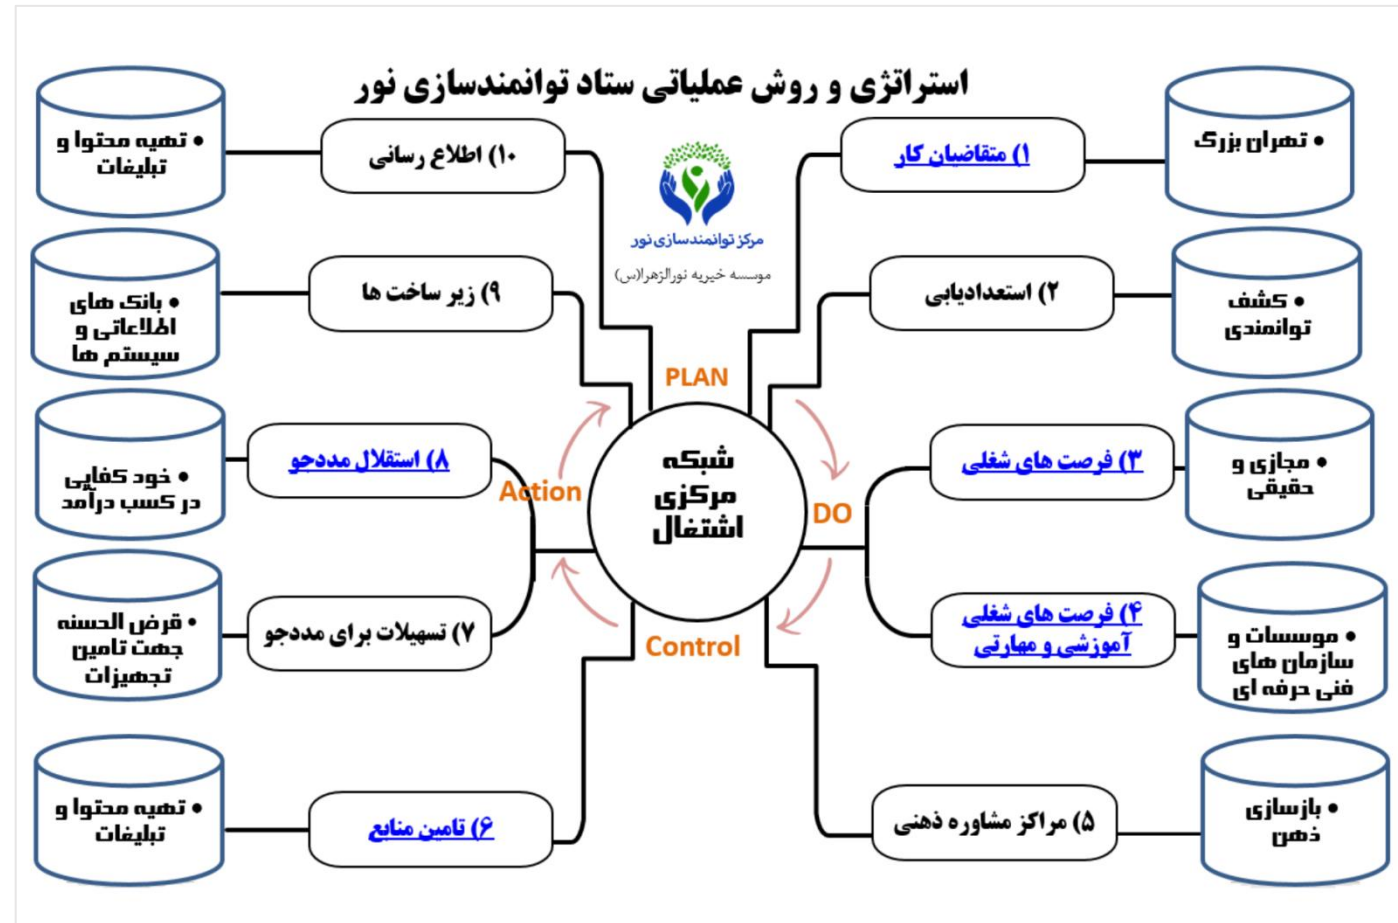 استراتژی و روش عملیاتی ستاد توانمندسازی نور
مرکز توانمندسازی نور
موسسه خیریه نورالزهرا(س)
۱) متقاضیان کار
• تهران بزرگ
۲) استعدادیابی
• کشف
توانمندی
۳) فرصت های شغلی
• مجازی و
حقیقی
۴) فرصت های شغلی
آموزشی و مهارتی
• موسسات و
سازمان های
فنی حرفه ای
۵) مراکز مشاوره ذهنی
• بازسازی
ذهن
۶) تامین منابع
• تهیه محتوا و
تبلیغات
۷) تسهیلات برای مددجو
• قرض الحسنه
جهت تامین
تجهیزات
۸) استقلال مددجو
• خود کفایی
در کسب درآمد
۹) زیر ساخت ها
• بانک های
اطلاعاتی و
سیستم ها
۱۰) اطلاع رسانی
• تهیه محتوا و
تبلیغات
PLAN
DO
Control
Action
شبکه
مرکزی
اشتغال